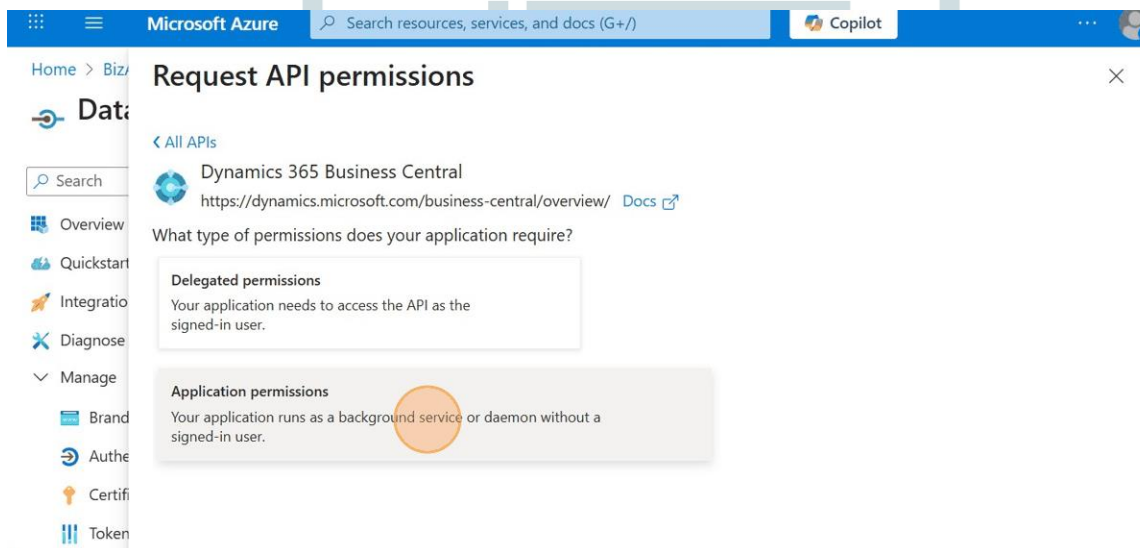 Microsoft Azure
Search resources, services, and docs (G+/)
Copilot
Home > Biz
Request API permissions
Data
All APIs
Dynamics 365 Business Central
Search
https://dynamics.microsoft.com/business-central/overview/ Docs
Overview
What type of permissions does your application require?
Quickstart
Delegated permissions
Integratio
Your application needs to access the API as the
signed-in user.
Diagnose
Manage
Application permissions
Brand
Your application runs as a background service or daemon without a
signed-in user.
Authe
Certifi
Token